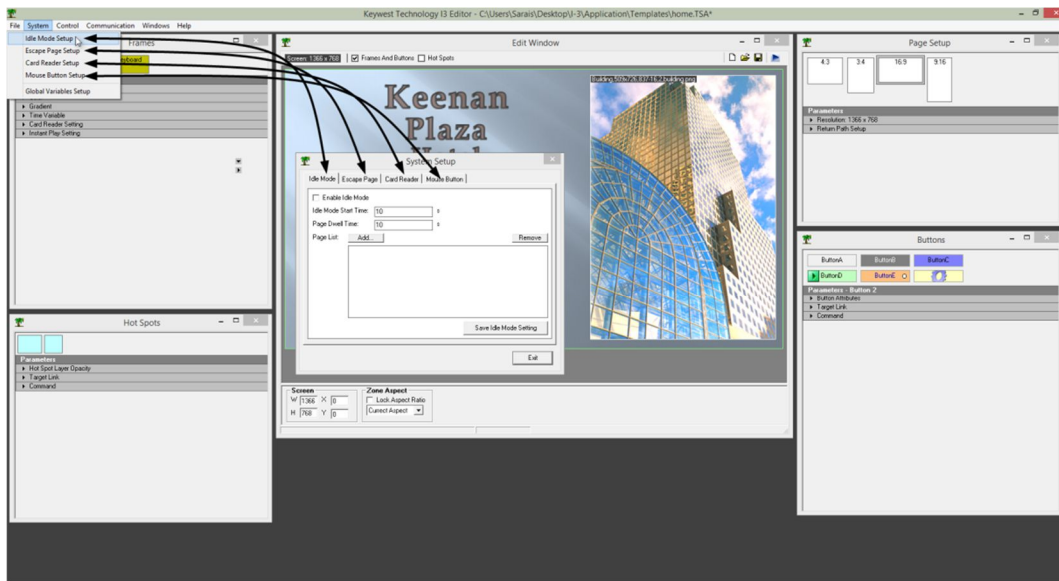 Keywest Technology I3 Editor - C:\Users\Sarais\Desktop\I-3\Application\Templates\home.TSA*
File System Control Communication Windows Help
Idle Mode Setup
Escape Page Setup
Card Reader Setup
Mouse Button Setup
Global Variables Setup
Frames
Gradient
Time Variable
Card Reader Setting
Instant Play Setting
Hot Spots
Parameters
Hot Spot Layer Opacity
Target Link
Command
Edit Window
Screen: 1366 x 768 Frames And Buttons Hot Spots
Keenan
Plaza
Building 509x726;837-16,2 building.png
System Setup
Idle Mode Escape Page Card Reader Mouse Button
Enable Idle Mode
Idle Mode Start Time: 10 s
Page Dwell Time: 10 s
Page List: Add... Remove
Save Idle Mode Setting
Exit
Screen
W 1366 X 0
H 768 Y 0
Zone Aspect
Lock Aspect Ratio
Current Aspect
Page Setup
4:3 3:4 16:9 9:16
Parameters
Resolution: 1366 x 768
Return Path Setup
Buttons
ButtonA ButtonB ButtonC
ButtonD ButtonE
Parameters - Button 2
Button Attributes
Target Link
Command